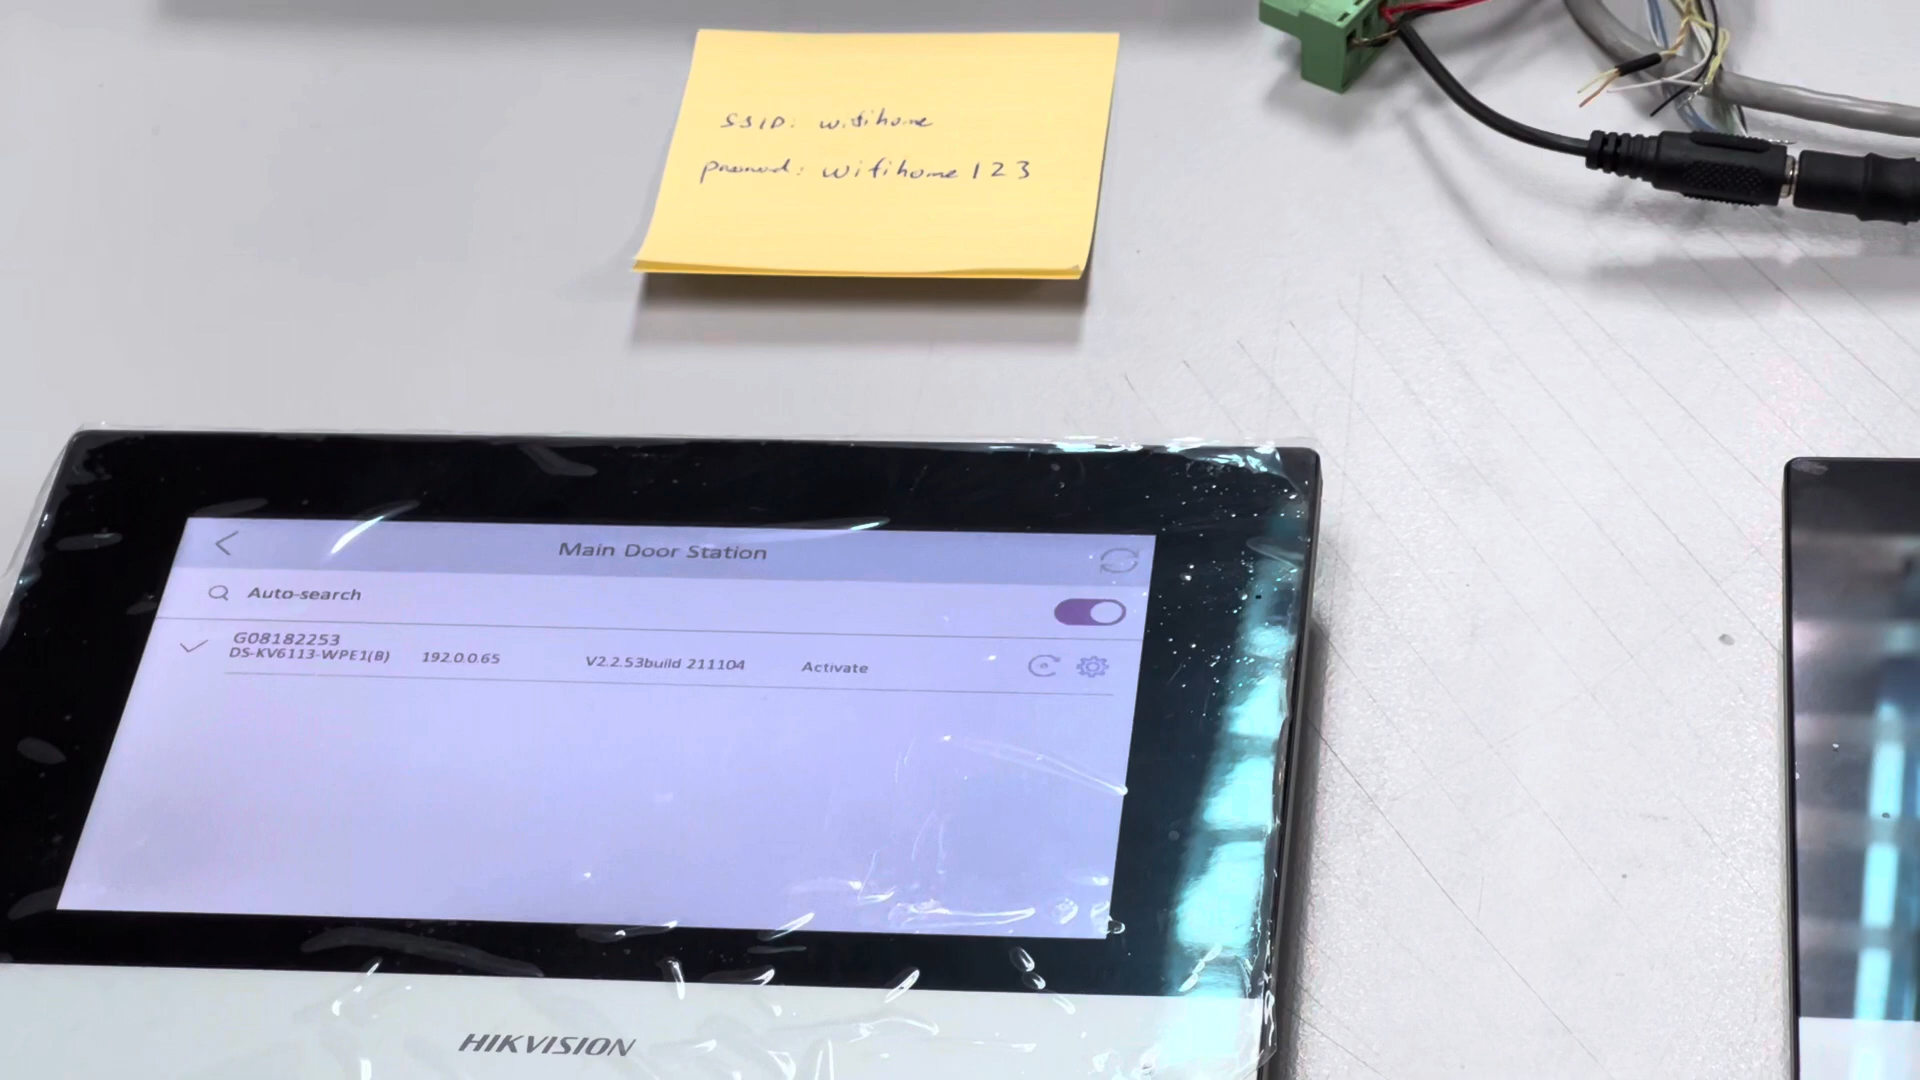 SSID: wifihome
password: wifihome123
Main Door Station
Auto-search
G08182253
DS-KV6113-WPE1(B) 192.0.0.65 V2.2.53build 211104 Activate
HIKVISION